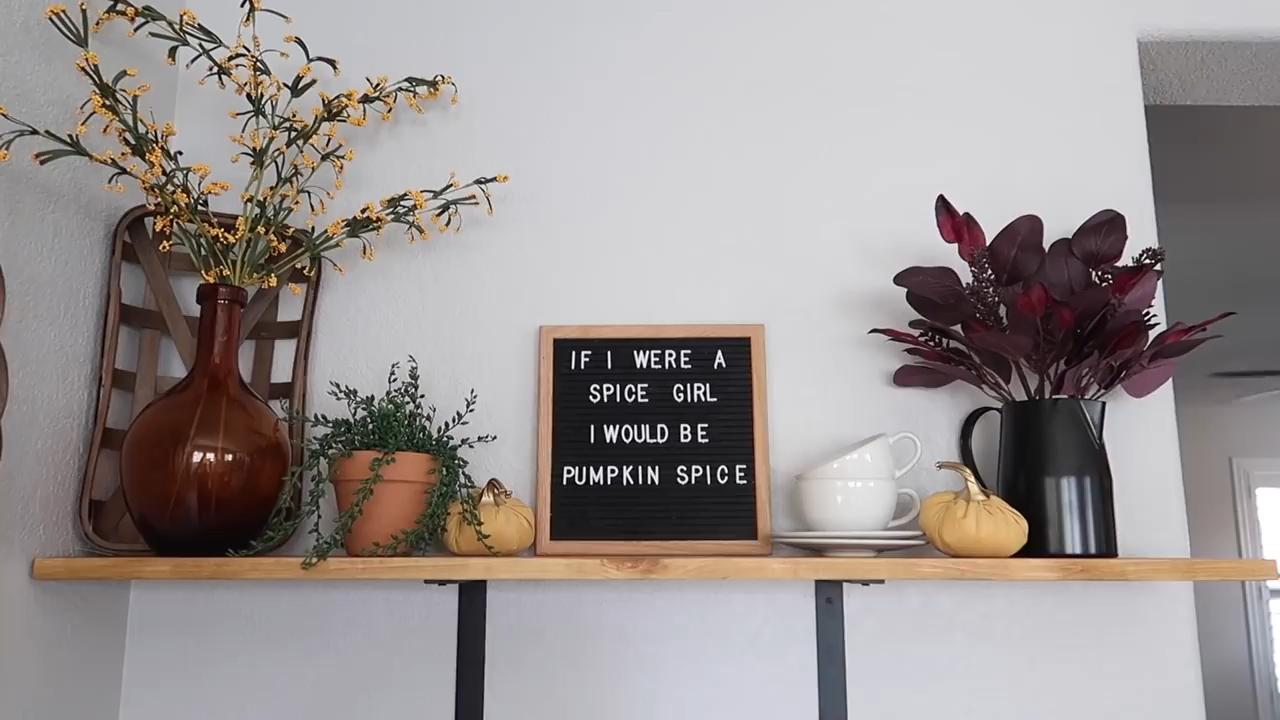 IF I WERE A
SPICE GIRL
I WOULD BE
PUMPKIN SPICE